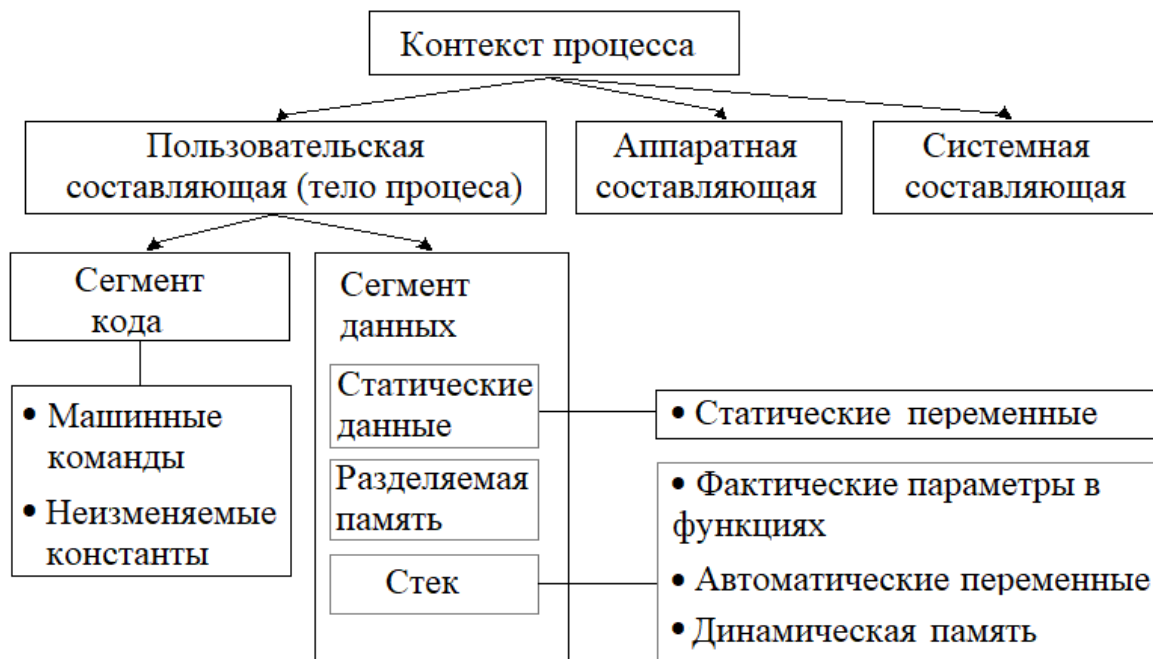 Контекст процесса
Пользовательская
составляющая (тело процеса)
Аппаратная
составляющая
Системная
составляющая
Сегмент
кода
• Машинные
команды
• Неизменяемые
константы
Сегмент
данных
Статические
данные
Разделяемая
память
Стек
• Статические переменные
• Фактические параметры в
функциях
• Автоматические переменные
• Динамическая память